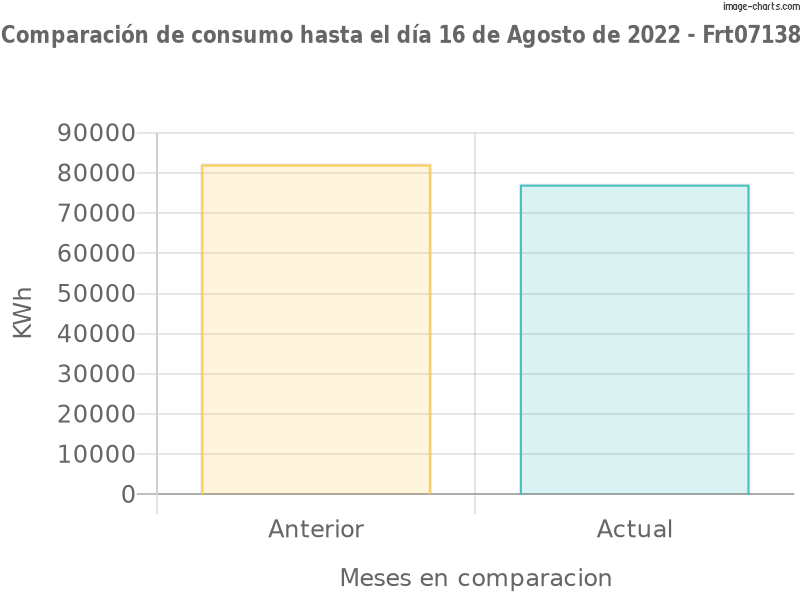 image-charts.com
Comparación de consumo hasta el día 16 de Agosto de 2022 - Frt07138
90000
80000
70000
60000
50000
40000
30000
20000
10000
0
KWh
Anterior
Actual
Meses en comparacion